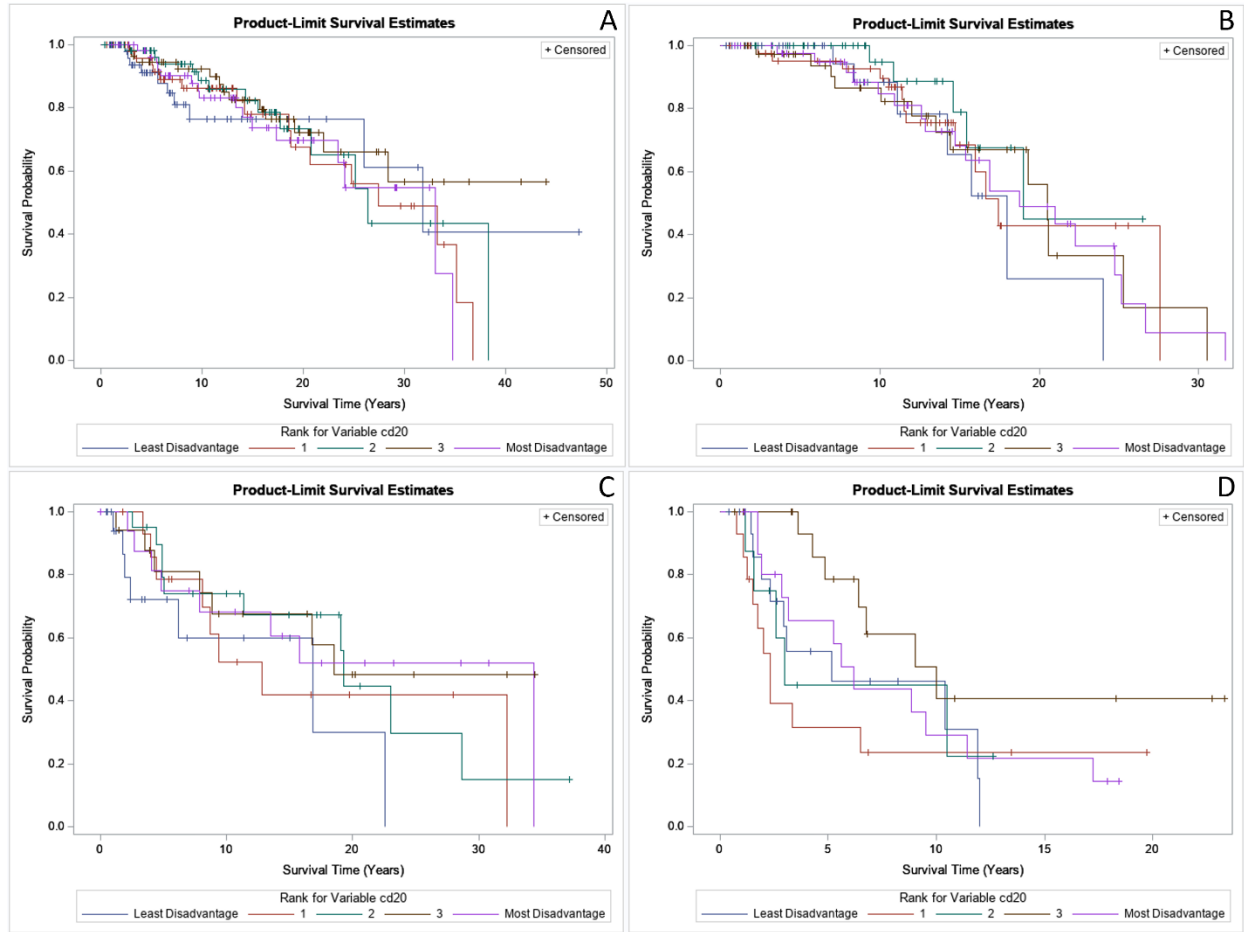 A
Product-Limit Survival Estimates
+ Censored
Survival Probability
1.0
0.8
0.6
0.4
0.2
0.0
0 10 20 30 40 50
Survival Time (Years)
Rank for Variable cd20
Least Disadvantage 1 2 3 Most Disadvantage
B
Product-Limit Survival Estimates
+ Censored
Survival Probability
1.0
0.8
0.6
0.4
0.2
0.0
0 10 20 30
Survival Time (Years)
Rank for Variable cd20
Least Disadvantage 1 2 3 Most Disadvantage
C
Product-Limit Survival Estimates
+ Censored
Survival Probability
1.0
0.8
0.6
0.4
0.2
0.0
0 10 20 30 40
Survival Time (Years)
Rank for Variable cd20
Least Disadvantage 1 2 3 Most Disadvantage
D
Product-Limit Survival Estimates
+ Censored
Survival Probability
1.0
0.8
0.6
0.4
0.2
0.0
0 5 10 15 20
Survival Time (Years)
Rank for Variable cd20
Least Disadvantage 1 2 3 Most Disadvantage